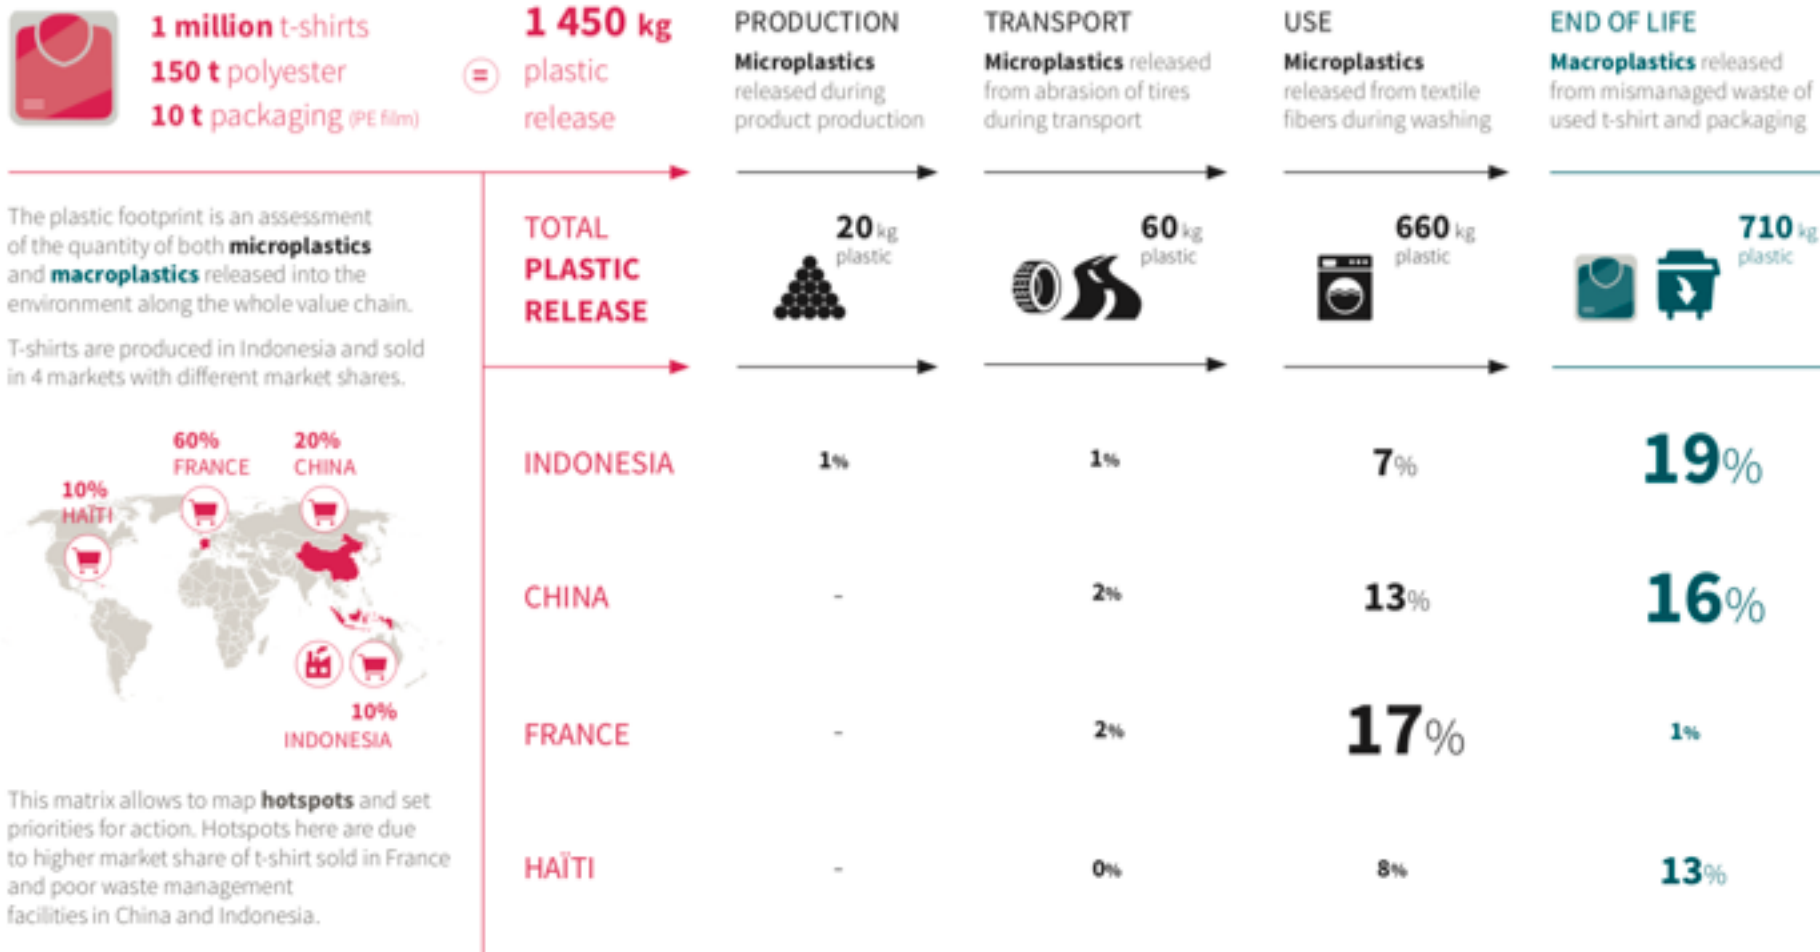 1 million t-shirts
150 t polyester
10 t packaging (PE film)
=
1 450 kg
plastic
release
PRODUCTION
Microplastics
released during
product production
TRANSPORT
Microplastics released
from abrasion of tires
during transport
USE
Microplastics
released from textile
fibers during washing
END OF LIFE
Macroplastics released
from mismanaged waste of
used t-shirt and packaging
The plastic footprint is an assessment
of the quantity of both microplastics
and macroplastics released into the
environment along the whole value chain.
T-shirts are produced in Indonesia and sold
in 4 markets with different market shares.
60%
FRANCE
20%
CHINA
10%
HAÏTI
10%
INDONESIA
This matrix allows to map hotspots and set
priorities for action. Hotspots here are due
to higher market share of t-shirt sold in France
and poor waste management
facilities in China and Indonesia.
TOTAL
PLASTIC
RELEASE
20 kg
plastic
60 kg
plastic
660 kg
plastic
710 kg
plastic
INDONESIA 1% 1% 7% 19%
CHINA - 2% 13% 16%
FRANCE - 2% 17% 1%
HAÏTI - 0% 8% 13%